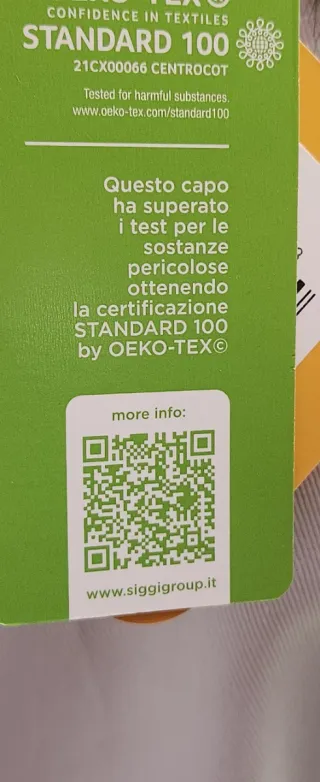 CONFIDENCE IN TEXTILES
STANDARD 100
21CX00066 CENTROCOT
Tested for harmful substances.
www.oeko-tex.com/standard100
Questo capo
ha superato
i test per le
sostanze
pericolose
ottenendo
la certificazione
STANDARD 100
by OEKO-TEX©
more info:
www.siggigroup.it